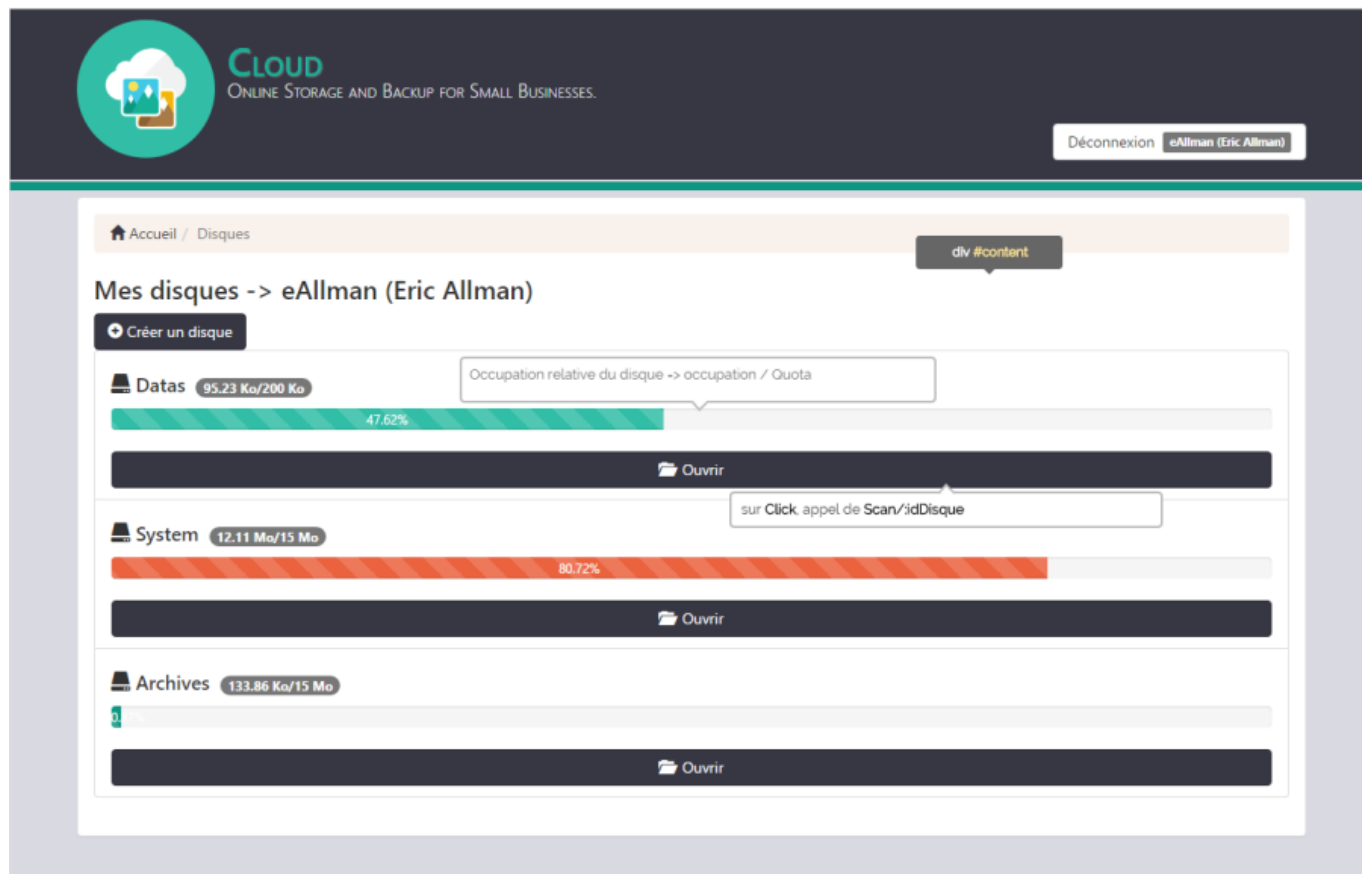 CLOUD
ONLINE STORAGE AND BACKUP FOR SMALL BUSINESSES.
Déconnexion eAllman (Eric Allman)
Accueil / Disques
div #content
Mes disques -> eAllman (Eric Allman)
Créer un disque
Datas 95.23 Ko/200 Ko
Occupation relative du disque -> occupation / Quota
47.62%
Ouvrir
sur Click, appel de Scan/:idDisque
System 12.11 Mo/15 Mo
80.72%
Ouvrir
Archives 133.86 Ko/15 Mo
Ouvrir